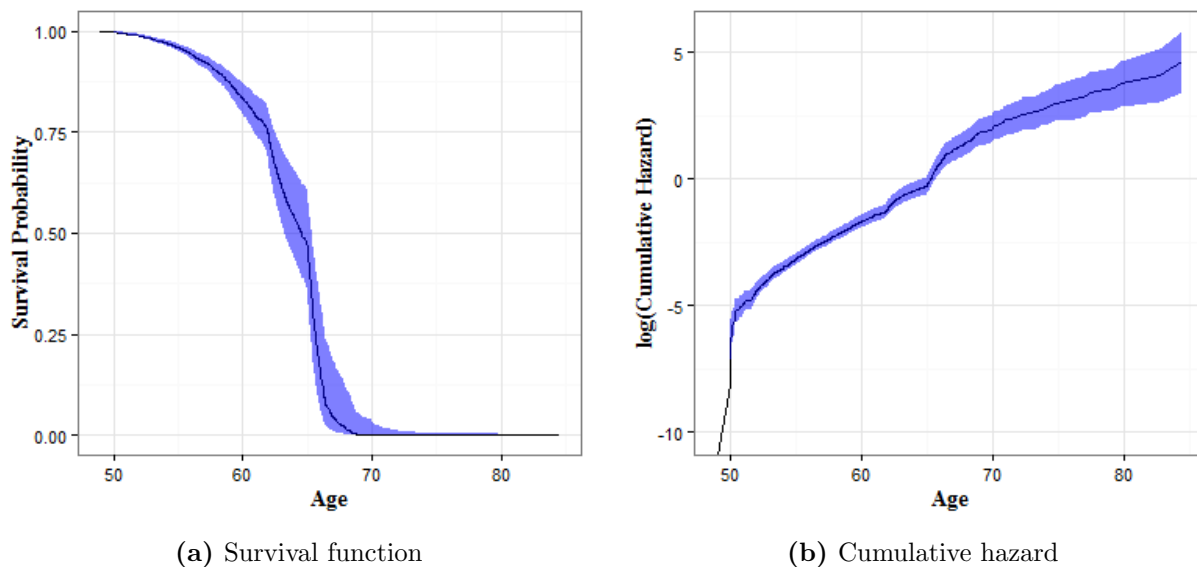 Survival Probability
1.00
0.75
0.50
0.25
0.00
50 60 70 80
Age
(a) Survival function
log(Cumulative Hazard)
5
0
-5
-10
50 60 70 80
Age
(b) Cumulative hazard